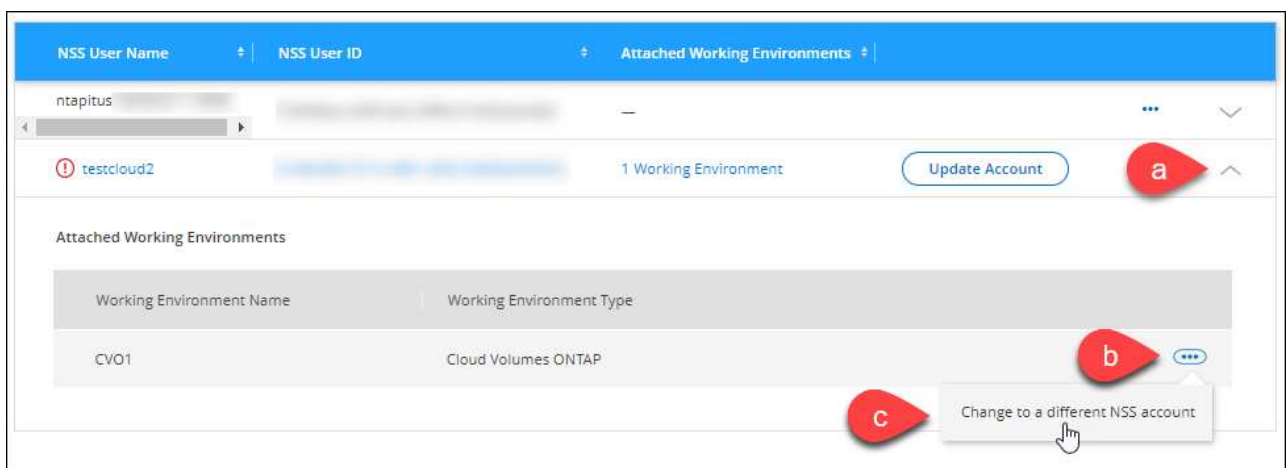 NSS User Name NSS User ID Attached Working Environments
ntapitus
—
testcloud2 1 Working Environment Update Account a
Attached Working Environments
Working Environment Name Working Environment Type
CVO1 Cloud Volumes ONTAP b
c Change to a different NSS account